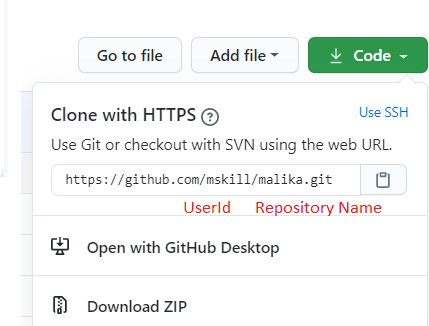 Go to file Add file Code
Clone with HTTPS ? Use SSH
Use Git or checkout with SVN using the web URL.
https://github.com/mskill/malika.git
UserId Repository Name
Open with GitHub Desktop
Download ZIP